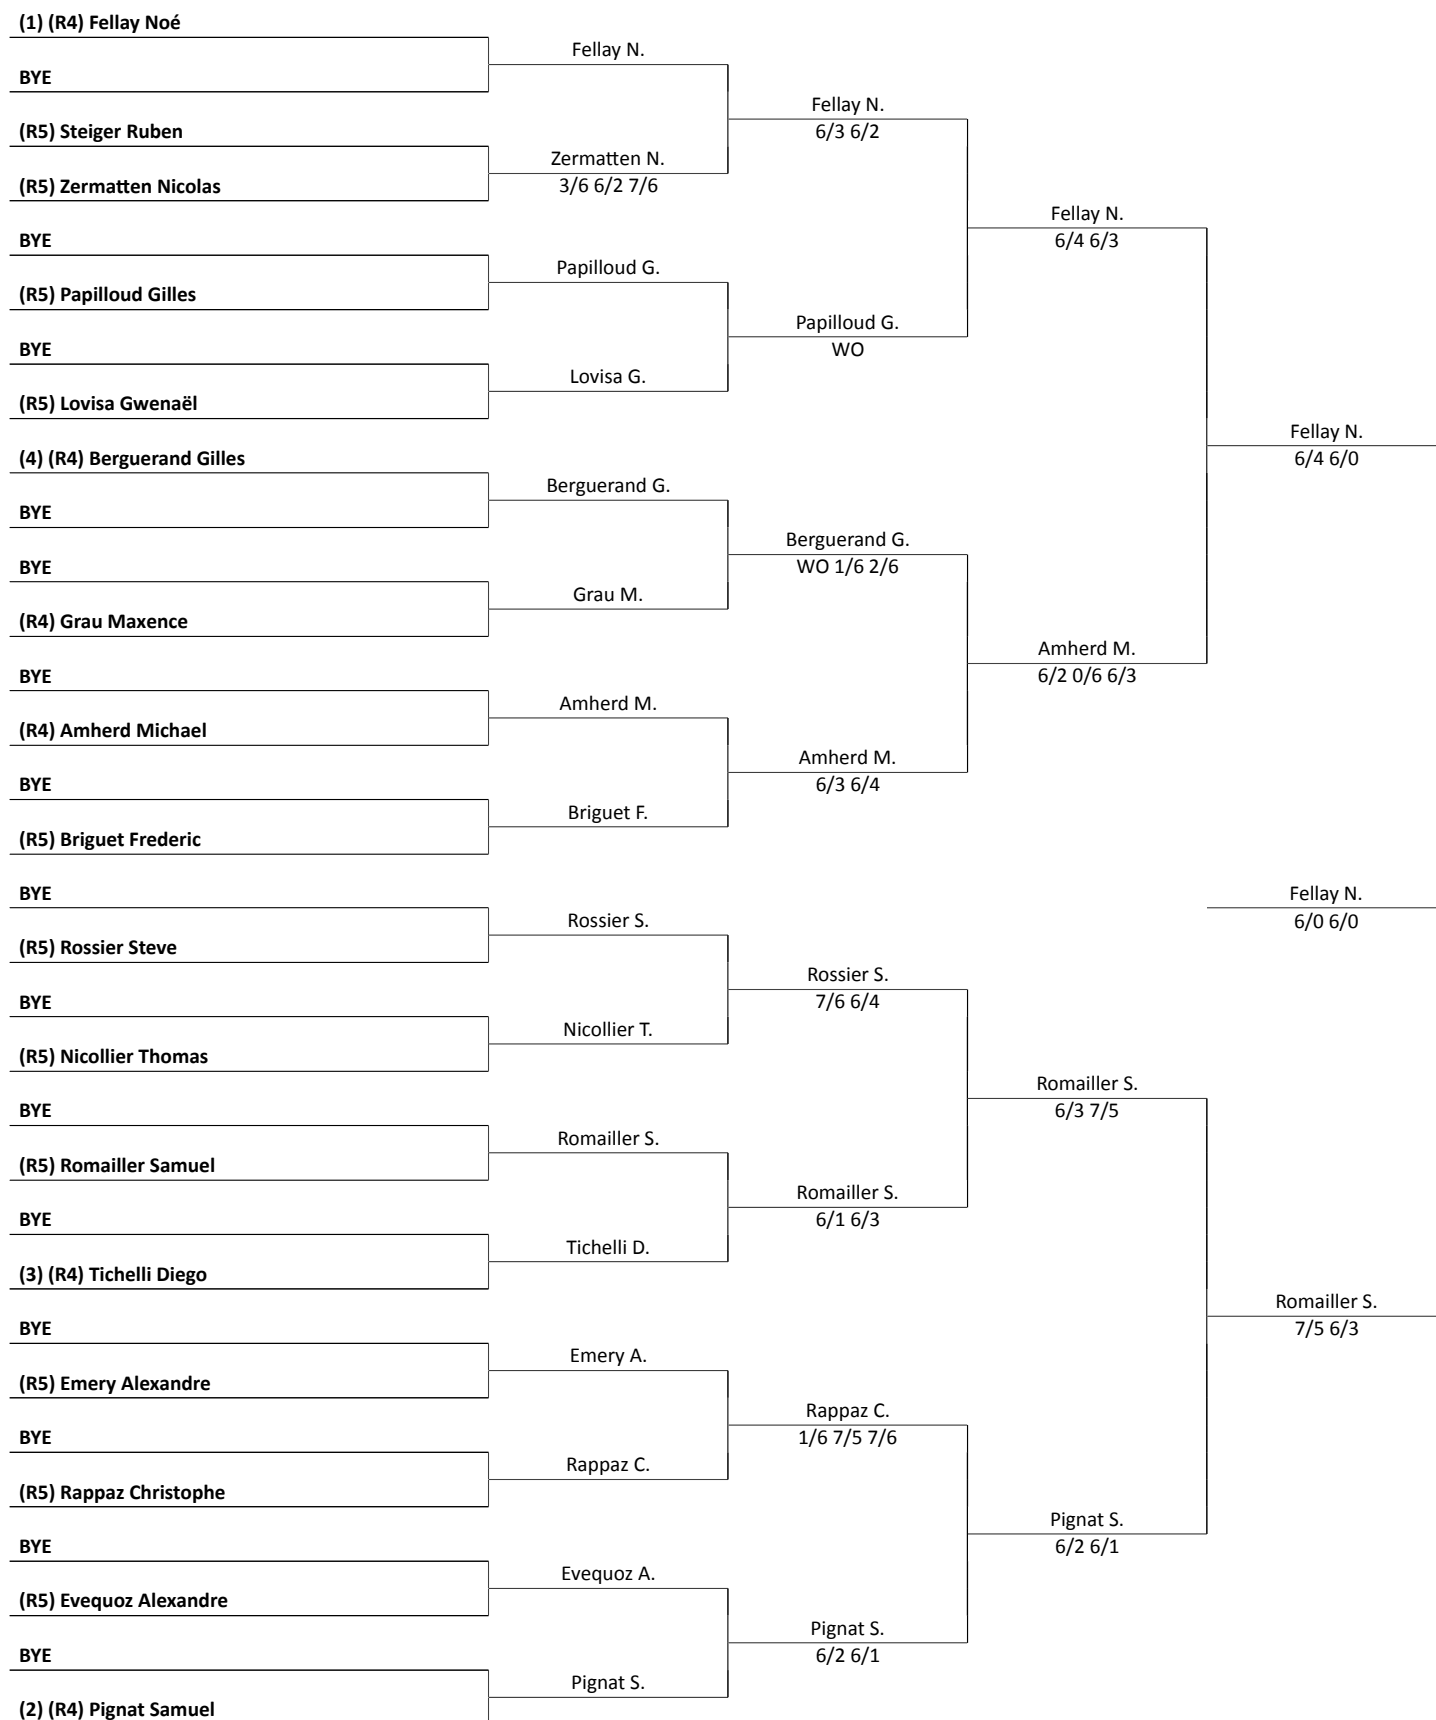 (1) (R4) Fellay Noé
Fellay N.
BYE
Fellay N.
6/3 6/2
(R5) Steiger Ruben
Zermatten N.
3/6 6/2 7/6
(R5) Zermatten Nicolas
Fellay N.
6/4 6/3
BYE
Papilloud G.
(R5) Papilloud Gilles
Papilloud G.
WO
BYE
Lovisa G.
(R5) Lovisa Gwenaël
Fellay N.
6/4 6/0
(4) (R4) Berguerand Gilles
Berguerand G.
BYE
Berguerand G.
WO 1/6 2/6
BYE
Grau M.
(R4) Grau Maxence
Amherd M.
6/2 0/6 6/3
BYE
Amherd M.
(R4) Amherd Michael
Amherd M.
6/3 6/4
BYE
Briguet F.
(R5) Briguet Frederic
BYE
Fellay N.
6/0 6/0
Rossier S.
(R5) Rossier Steve
Rossier S.
7/6 6/4
BYE
Nicollier T.
(R5) Nicollier Thomas
Romailler S.
6/3 7/5
BYE
Romailler S.
(R5) Romailler Samuel
Romailler S.
6/1 6/3
BYE
Tichelli D.
(3) (R4) Tichelli Diego
Romailler S.
7/5 6/3
BYE
Emery A.
(R5) Emery Alexandre
Rappaz C.
1/6 7/5 7/6
BYE
Rappaz C.
(R5) Rappaz Christophe
Pignat S.
6/2 6/1
BYE
Evequoz A.
(R5) Evequoz Alexandre
Pignat S.
6/2 6/1
BYE
Pignat S.
(2) (R4) Pignat Samuel